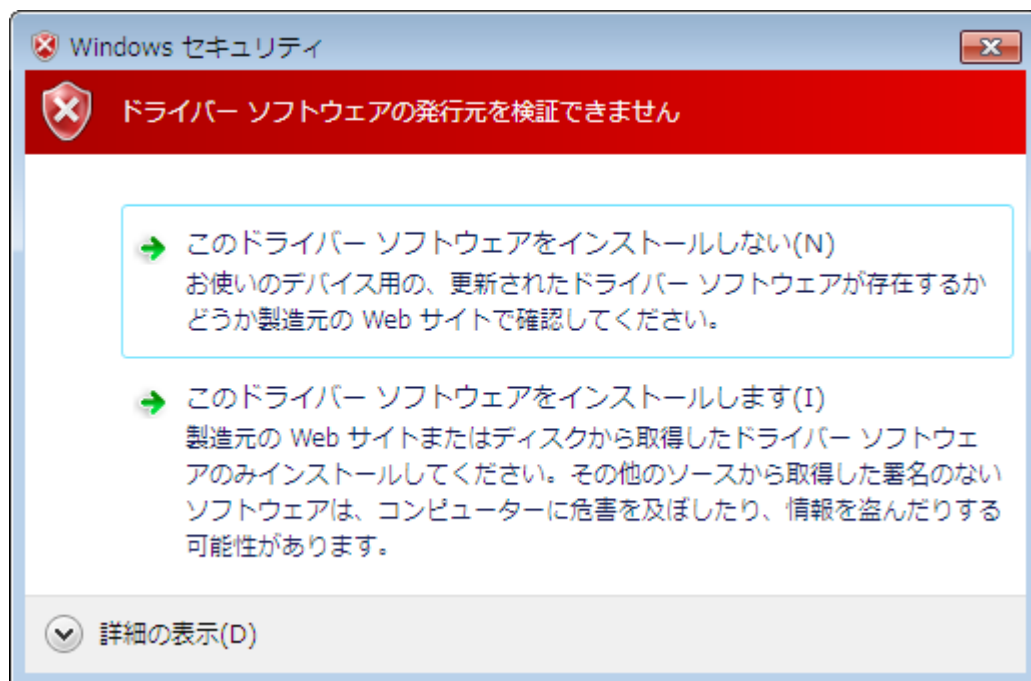 Windows セキュリティ
ドライバー ソフトウェアの発行元を検証できません
このドライバー ソフトウェアをインストールしない(N)
お使いのデバイス用の、更新されたドライバー ソフトウェアが存在するか
どうか製造元の Web サイトで確認してください。
このドライバー ソフトウェアをインストールします(I)
製造元の Web サイトまたはディスクから取得したドライバー ソフトウェ
アのみインストールしてください。その他のソースから取得した署名のない
ソフトウェアは、コンピューターに危害を及ぼしたり、情報を盗んだりする
可能性があります。
詳細の表示(D)